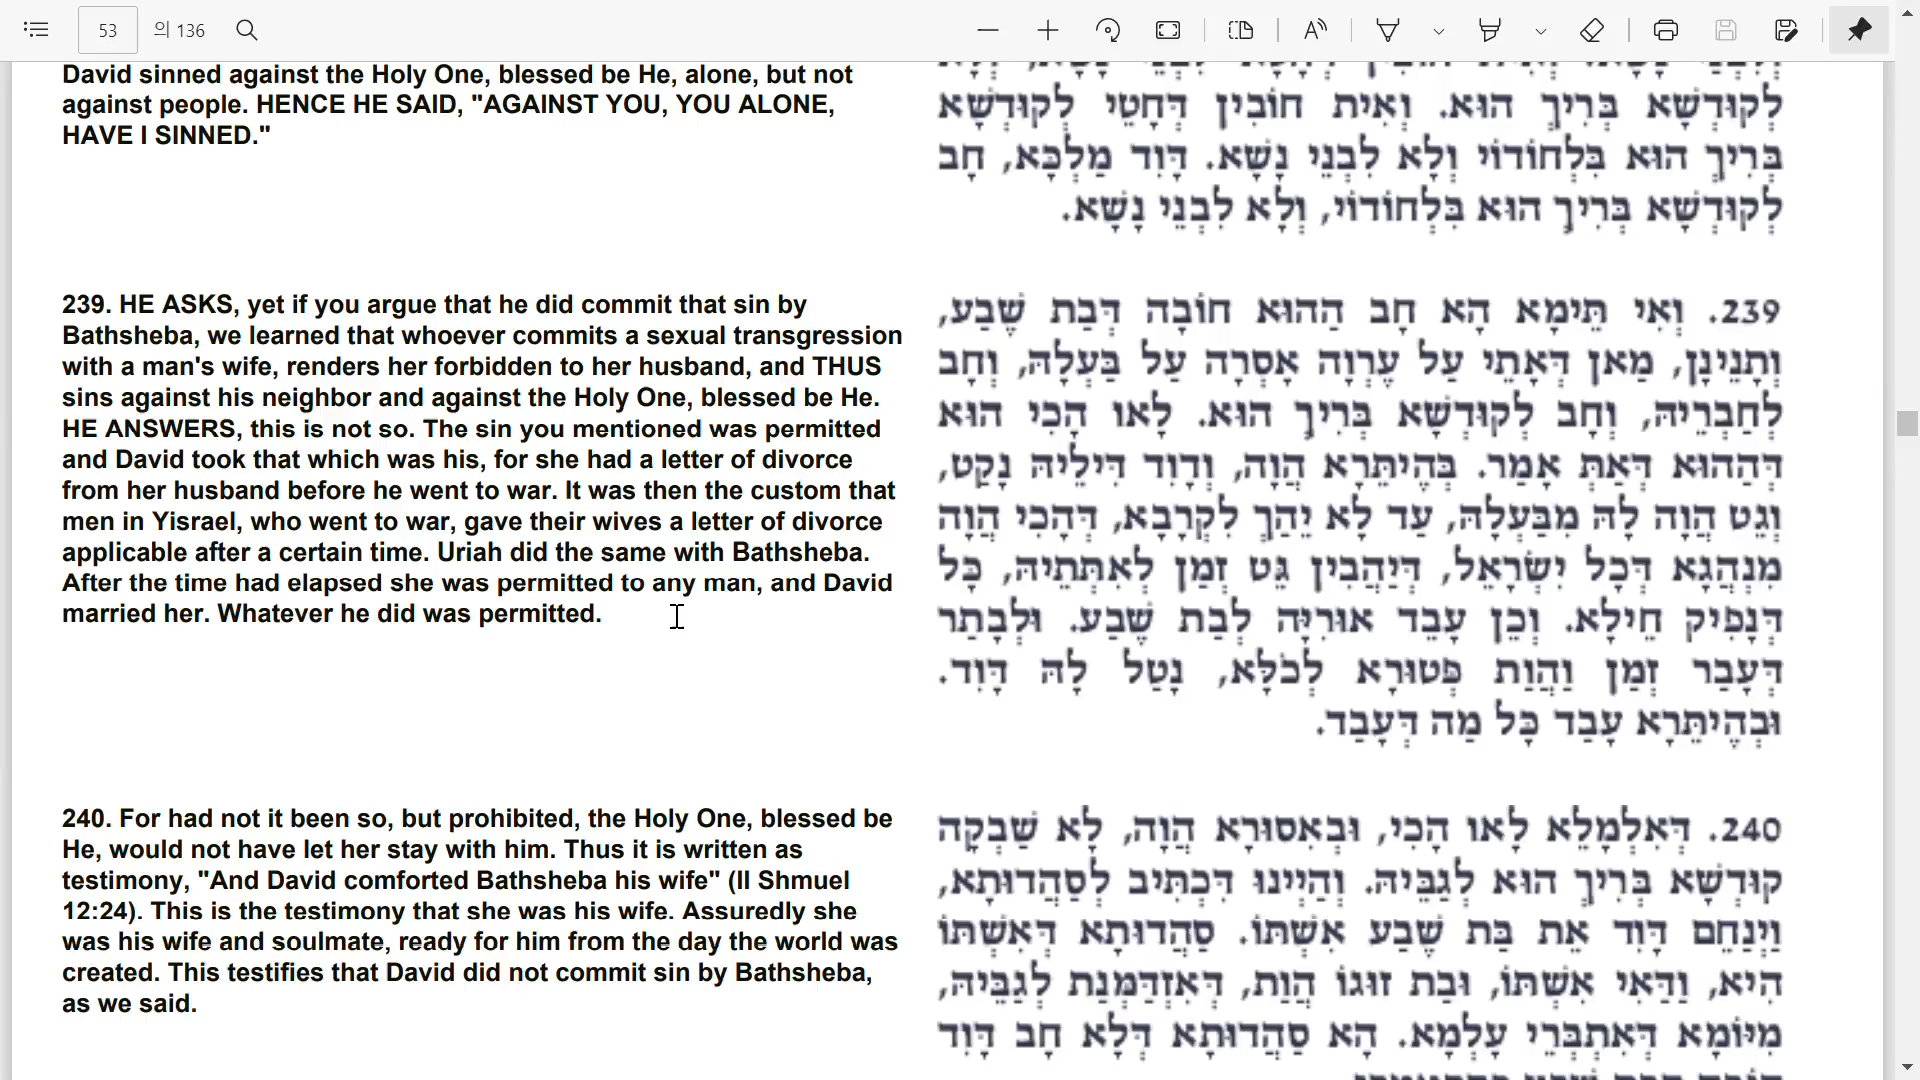 53
의 136
David sinned against the Holy One, blessed be He, alone, but not
against people. HENCE HE SAID, "AGAINST YOU, YOU ALONE,
HAVE I SINNED."
לְקוּדְשָׁא בְּרִיךְ הוּא. וְאִית חוֹבִין דְּחָטֵי לְקוּדְשָׁא
בְּרִיךְ הוּא בִּלְחוֹדוֹי וְלָא לִבְנֵי נָשָׁא. דָּוִד מַלְכָּא, חָב
לְקוּדְשָׁא בְּרִיךְ הוּא בִּלְחוֹדוֹי, וְלָא לִבְנֵי נָשָׁא.
239. HE ASKS, yet if you argue that he did commit that sin by
Bathsheba, we learned that whoever commits a sexual transgression
with a man's wife, renders her forbidden to her husband, and THUS
sins against his neighbor and against the Holy One, blessed be He.
HE ANSWERS, this is not so. The sin you mentioned was permitted
and David took that which was his, for she had a letter of divorce
from her husband before he went to war. It was then the custom that
men in Yisrael, who went to war, gave their wives a letter of divorce
applicable after a certain time. Uriah did the same with Bathsheba.
After the time had elapsed she was permitted to any man, and David
married her. Whatever he did was permitted.
239. וְאִי תֵּימָא הָא חָב הַהוּא חוֹבָה דְּבַת שֶׁבַע,
וְתָנֵינָן, מַאן דְּאָתֵי עַל עֶרְוָה אָסְרָהּ עַל בַּעְלָהּ, וְחָב
לְחַבְרֵיהּ, וְחָב לְקוּדְשָׁא בְּרִיךְ הוּא. לָאו הָכִי הוּא
דְּהַהוּא דְּאַתְּ אָמַר. בְּהֶיתֵּרָא הֲוָה, וְדָוִד דִּילֵיהּ נָקַט,
וְגֵט הֲוָה לָהּ מִבַּעְלָהּ, עַד לָא יֵהַךְ לִקְרָבָא, דְּהָכִי הֲוָה
מִנְהֲגָא דְּכָל יִשְׂרָאֵל, דְּיַהֲבִין גֵּט זְמַן לְאִתְּתֵיהּ, כָּל
דְּנָפִיק חֵילָא. וְכֵן עָבֵד אוּרִיָּה לְבַת שֶׁבַע. וּלְבָתַר
דְּעָבַר זְמַן וַהֲוַת פְּטוּרָא לְכֹלָּא, נָטַל לָהּ דָּוִד.
וּבְהֶיתֵּרָא עָבַד כָּל מַה דְּעָבַד.
240. For had not it been so, but prohibited, the Holy One, blessed be
He, would not have let her stay with him. Thus it is written as
testimony, "And David comforted Bathsheba his wife" (II Shmuel
12:24). This is the testimony that she was his wife. Assuredly she
was his wife and soulmate, ready for him from the day the world was
created. This testifies that David did not commit sin by Bathsheba,
as we said.
240. דְּאִלְמָלֵא לָאו הָכִי, וּבְאִסּוּרָא הֲוָה, לָא שַׁבְקָהּ
קוּדְשָׁא בְּרִיךְ הוּא לְגַבֵּיהּ. וְהַיְינוּ דִּכְתִּיב לְסַהֲדוּתָא,
וַיְנַחֵם דָּוִד אֵת בַּת שֶׁבַע אִשְׁתּוֹ. סַהֲדוּתָא דְּאִשְׁתּוֹ
הִיא, וַדַּאי אִשְׁתּוֹ, וּבַת זוּגוֹ הֲוַת, דְּאִזְדַּמְּנַת לְגַבֵּיהּ,
מִיּוֹמָא דְּאִתְבְּרֵי עָלְמָא. הָא סַהֲדוּתָא דְּלָא חָב דָּוִד